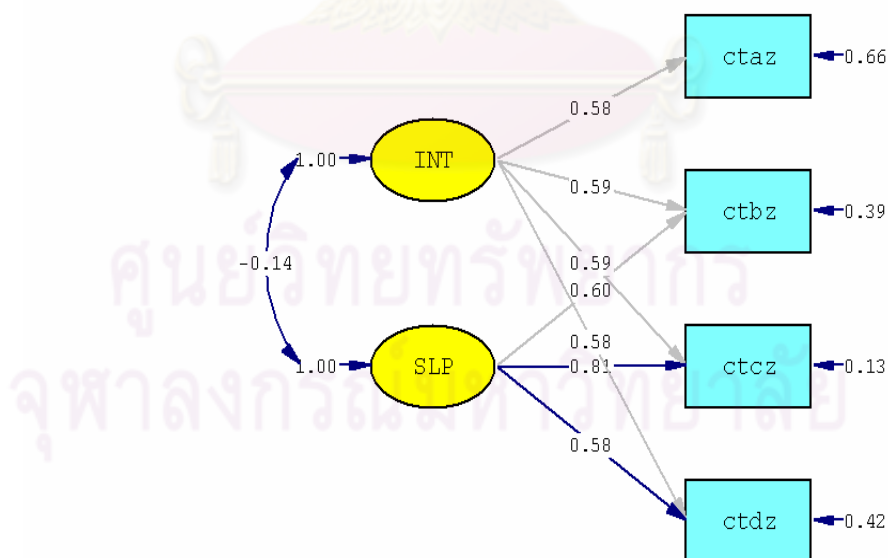 ctaz
0.66
0.58
1.00
INT
0.59
ctbz
0.39
-0.14
0.59
0.60
0.58
1.00
SLP
0.81
ctcz
0.13
0.58
ctdz
0.42
ศูนย์วิทยทรัพยากร
จุฬาลงกรณ์มหาวิทยาลัย